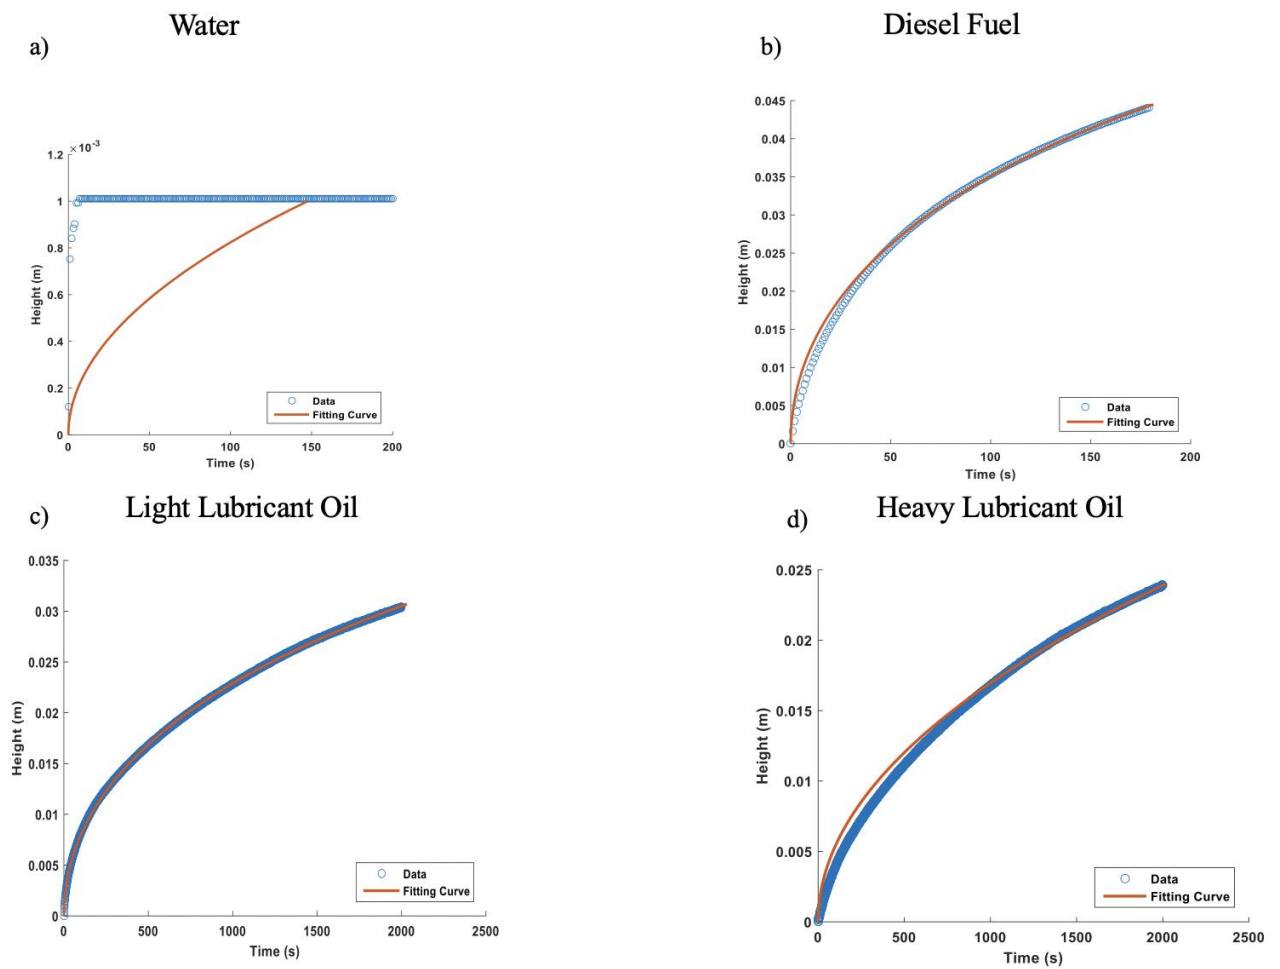 Water
a)
× 10⁻³
1.2
1
0.8
0.6
0.4
0.2
0
Height (m)
0 50 100 150 200
Time (s)
Data
Fitting Curve
Diesel Fuel
b)
0.045
0.04
0.035
0.03
0.025
0.02
0.015
0.01
0.005
0
Height (m)
0 50 100 150 200
Time (s)
Data
Fitting Curve
Light Lubricant Oil
c)
0.035
0.03
0.025
0.02
0.015
0.01
0.005
0
Height (m)
0 500 1000 1500 2000 2500
Time (s)
Data
Fitting Curve
Heavy Lubricant Oil
d)
0.025
0.02
0.015
0.01
0.005
0
Height (m)
0 500 1000 1500 2000 2500
Time (s)
Data
Fitting Curve